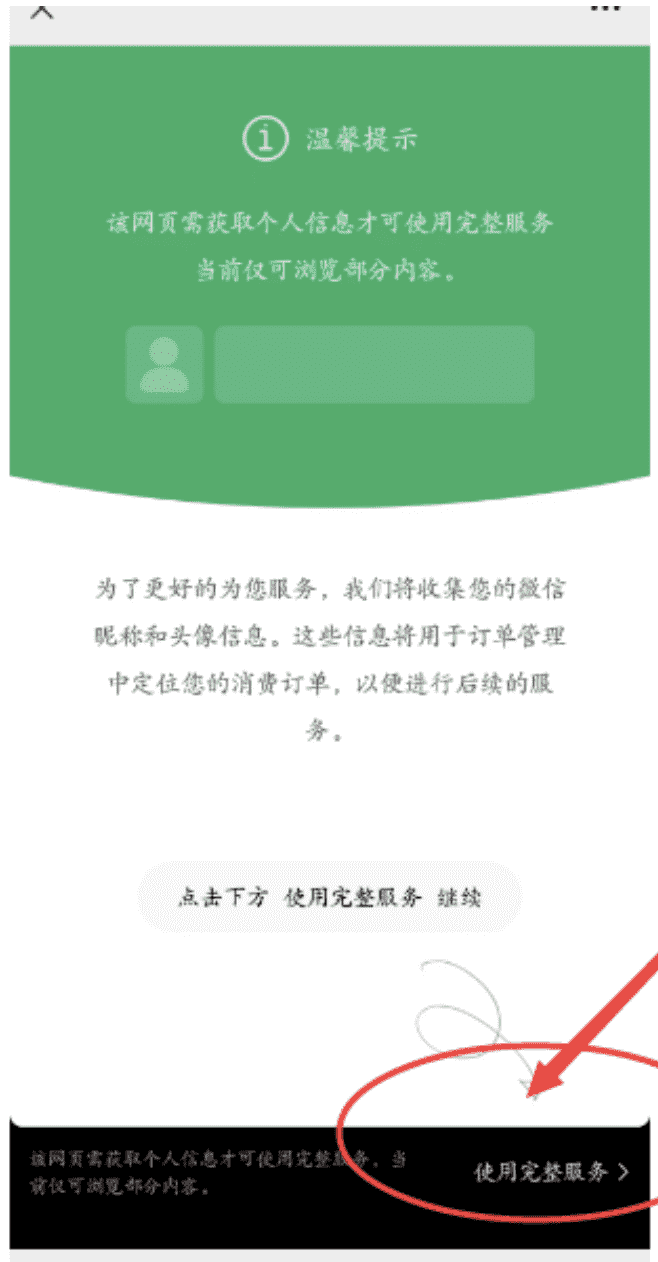 温馨提示
该网页需获取个人信息才可使用完整服务
当前仅可浏览部分内容。
为了更好的为您服务，我们将收集您的微信
昵称和头像信息。这些信息将用于订单管理
中定位您的消费订单，以便进行后续的服
务。
点击下方 使用完整服务 继续
该网页需获取个人信息才可使用完整服务，当
前仅可浏览部分内容。
使用完整服务